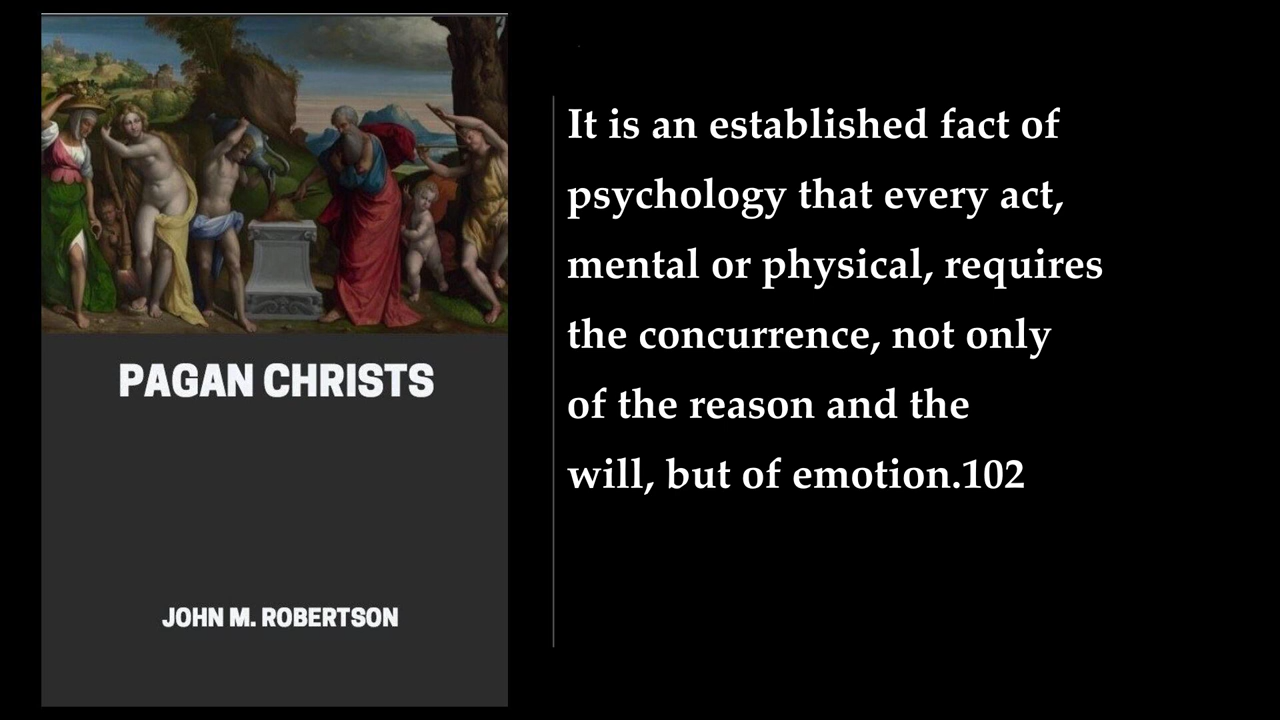 PAGAN CHRISTS
JOHN M. ROBERTSON
It is an established fact of
psychology that every act,
mental or physical, requires
the concurrence, not only
of the reason and the
will, but of emotion.102